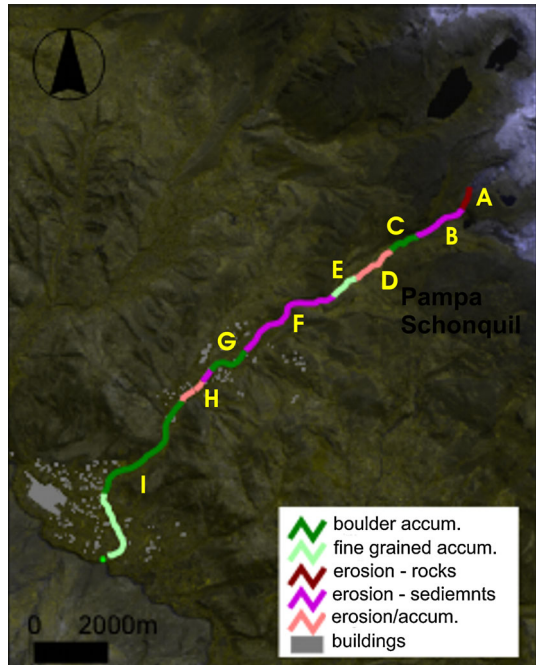 A
C
B
E
D
Pampa
Schonquil
F
G
H
I
boulder accum.
fine grained accum.
erosion - rocks
erosion - sediemnts
erosion/accum.
buildings
0 2000m